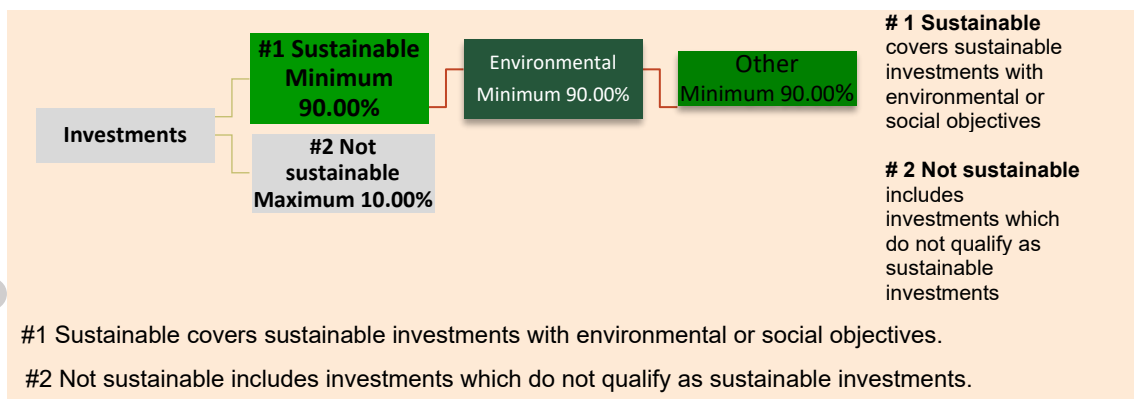 Investments
#1 Sustainable
Minimum
90.00%
#2 Not
sustainable
Maximum 10.00%
Environmental
Minimum 90.00%
Other
Minimum 90.00%
# 1 Sustainable
covers sustainable
investments with
environmental or
social objectives
# 2 Not sustainable
includes
investments which
do not qualify as
sustainable
investments
#1 Sustainable covers sustainable investments with environmental or social objectives.
#2 Not sustainable includes investments which do not qualify as sustainable investments.